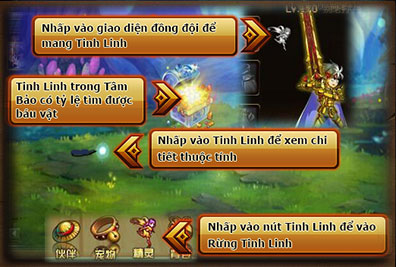 Nhấp vào giao diện đồng đội để
mang Tinh Linh
Tinh Linh trong Tầm
Bảo có tỷ lệ tìm được
báu vật
Nhấp vào Tinh Linh để xem chi
tiết thuộc tính
Nhấp vào nút Tinh Linh để vào
Rừng Tinh Linh
伙伴 宠物 精灵